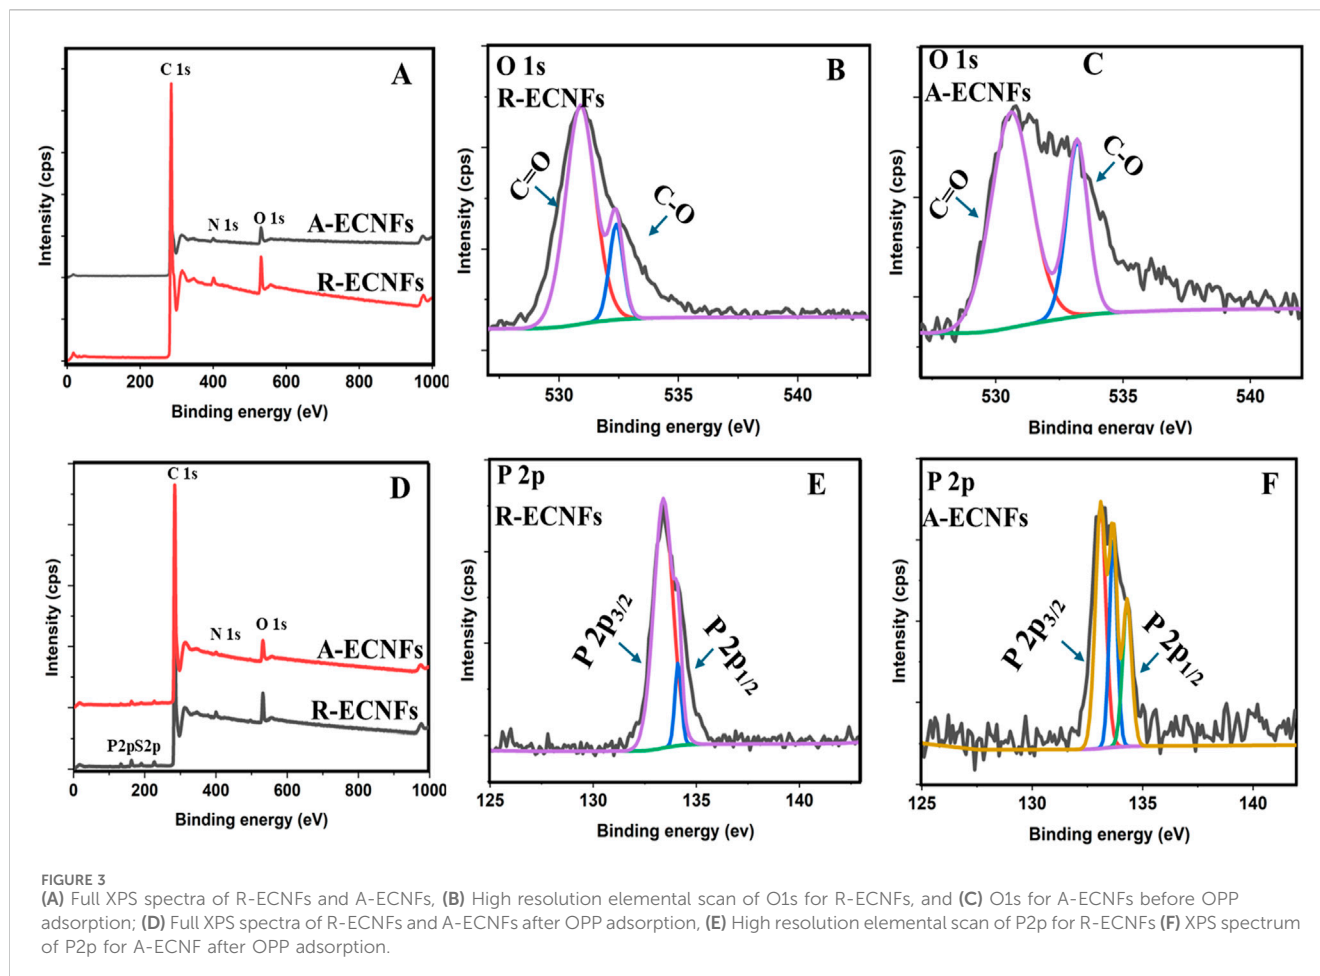 A
C 1s
N 1s
O 1s
A-ECNFs
R-ECNFs
Intensity (cps)
0 200 400 600 800 1000
Binding energy (eV)
O 1s
R-ECNFs
B
C=O
C-O
Intensity (cps)
530 535 540
Binding energy (eV)
O 1s
A-ECNFs
C
C=O
C-O
Intensity (cps)
530 535 540
Binding energy (eV)
D
C 1s
N 1s
O 1s
A-ECNFs
R-ECNFs
P2pS2p
Intensity (cps)
0 200 400 600 800 1000
Binding energy (eV)
P 2p
R-ECNFs
E
P 2p3/2
P 2p1/2
Intensity (cps)
125 130 135 140
Binding energy (ev)
P 2p
A-ECNFs
F
P 2p3/2
P 2p1/2
Intensity (cps)
125 130 135 140
Binding energy (eV)
FIGURE 3
(A) Full XPS spectra of R-ECNFs and A-ECNFs, (B) High resolution elemental scan of O1s for R-ECNFs, and (C) O1s for A-ECNFs before OPP
adsorption; (D) Full XPS spectra of R-ECNFs and A-ECNFs after OPP adsorption, (E) High resolution elemental scan of P2p for R-ECNFs (F) XPS spectrum
of P2p for A-ECNF after OPP adsorption.